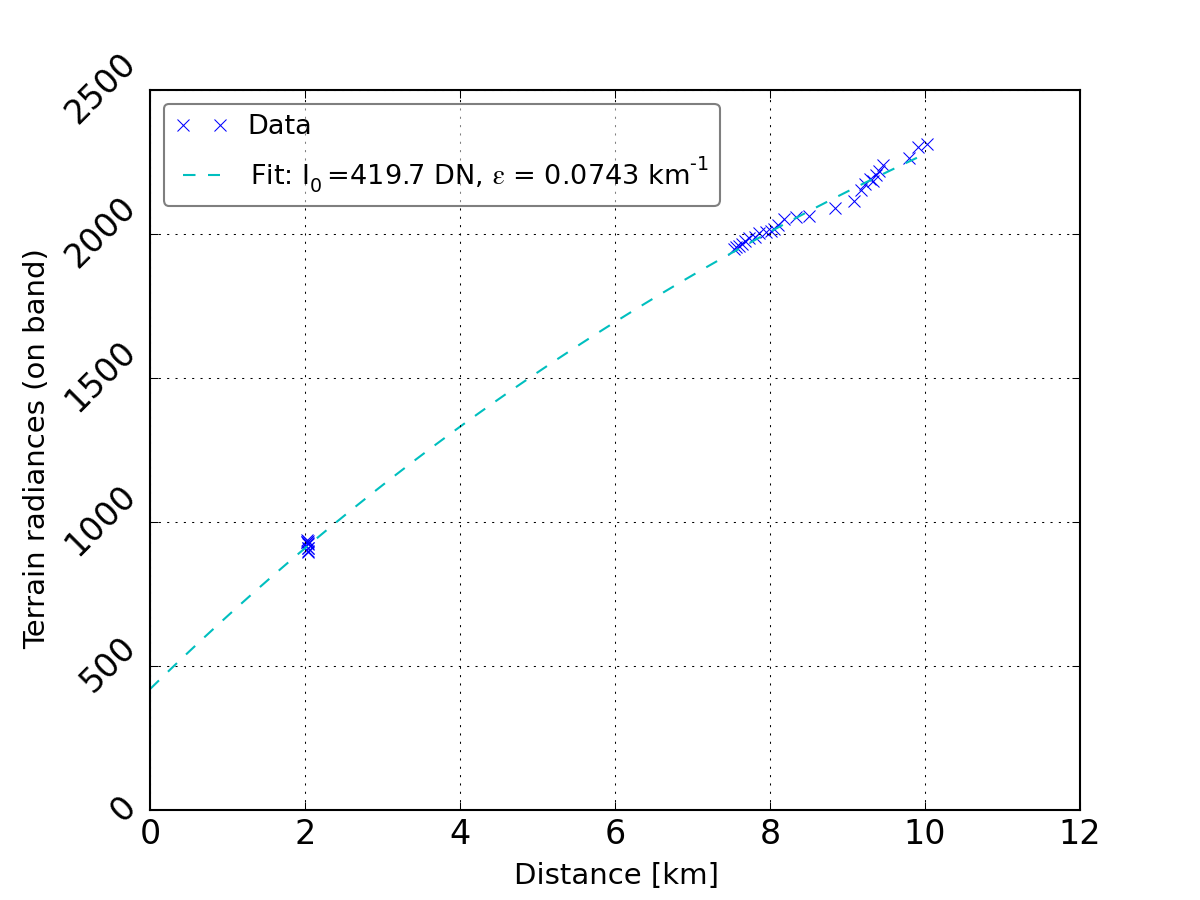 2500
2000
1500
1000
500
0
Terrain radiances (on band)
Data
Fit: I₀=419.7 DN, ε = 0.0743 km⁻¹
0 2 4 6 8 10 12
Distance [km]